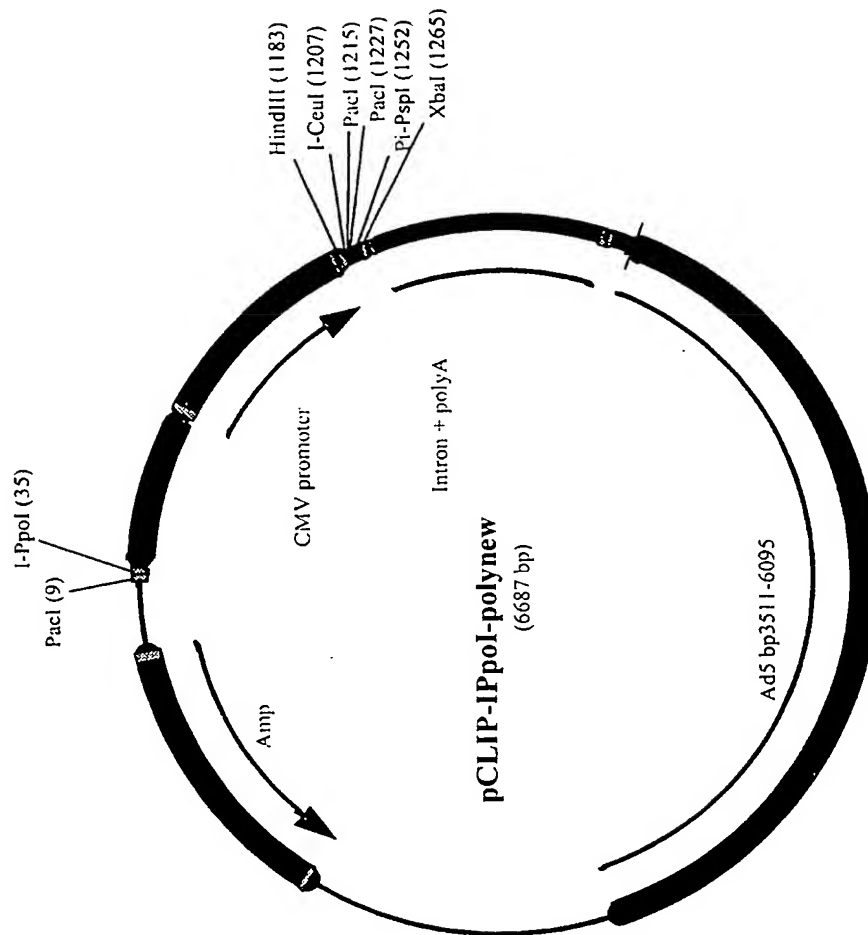 PacI (9)
I-PpoI (35)
HindIII (1183)
I-CeuI (1207)
PacI (1215)
PacI (1227)
Pi-PspI (1252)
XbaI (1265)
Amp
CMV promoter
Intron + polyA
pCLIP-IPpoI-polynew
(6687 bp)
Ad5 bp3511-6095